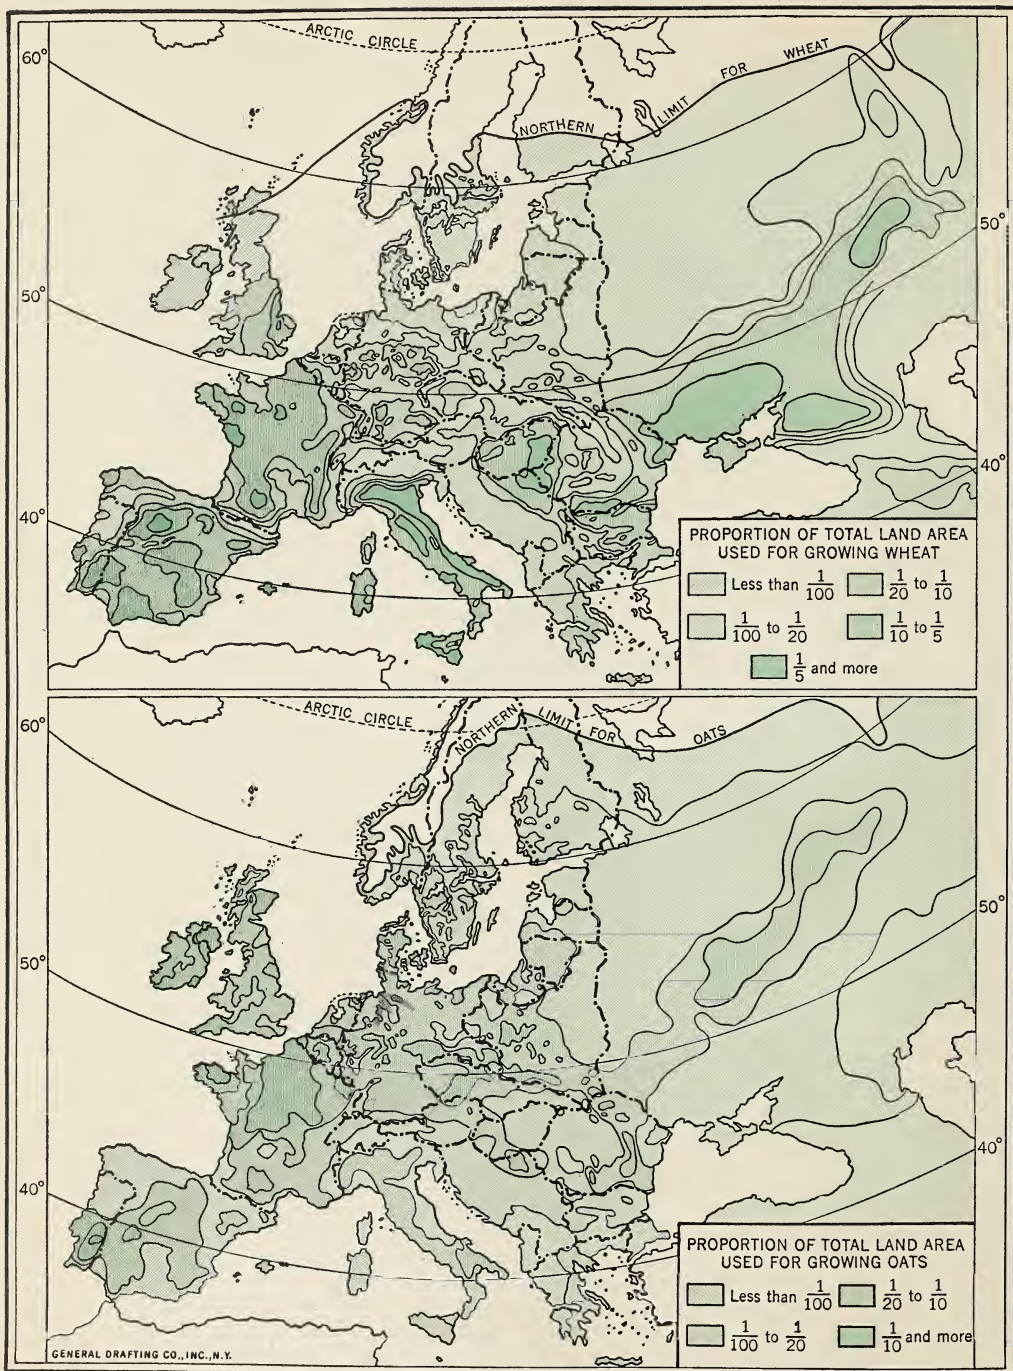 ARCTIC CIRCLE
60°
NORTHERN LIMIT FOR WHEAT
50°
50°
40°
40°
PROPORTION OF TOTAL LAND AREA
USED FOR GROWING WHEAT
Less than 1/100
1/20 to 1/10
1/100 to 1/20
1/10 to 1/5
1/5 and more
ARCTIC CIRCLE
60°
NORTHERN LIMIT FOR OATS
50°
50°
40°
40°
PROPORTION OF TOTAL LAND AREA
USED FOR GROWING OATS
Less than 1/100
1/20 to 1/10
1/100 to 1/20
1/10 and more
GENERAL DRAFTING CO., INC., N.Y.